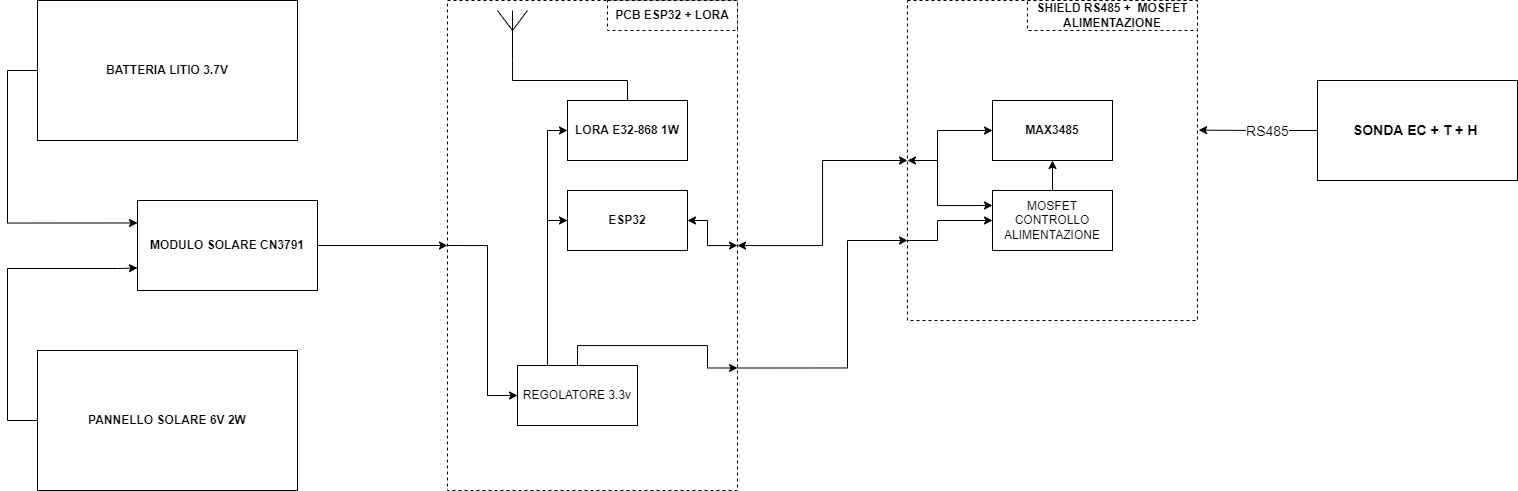 BATTERIA LITIO 3.7V
MODULO SOLARE CN3791
PANNELLO SOLARE 6V 2W
PCB ESP32 + LORA
LORA E32-868 1W
ESP32
REGOLATORE 3.3v
SHIELD RS485 + MOSFET
ALIMENTAZIONE
MAX3485
MOSFET
CONTROLLO
ALIMENTAZIONE
RS485
SONDA EC + T + H